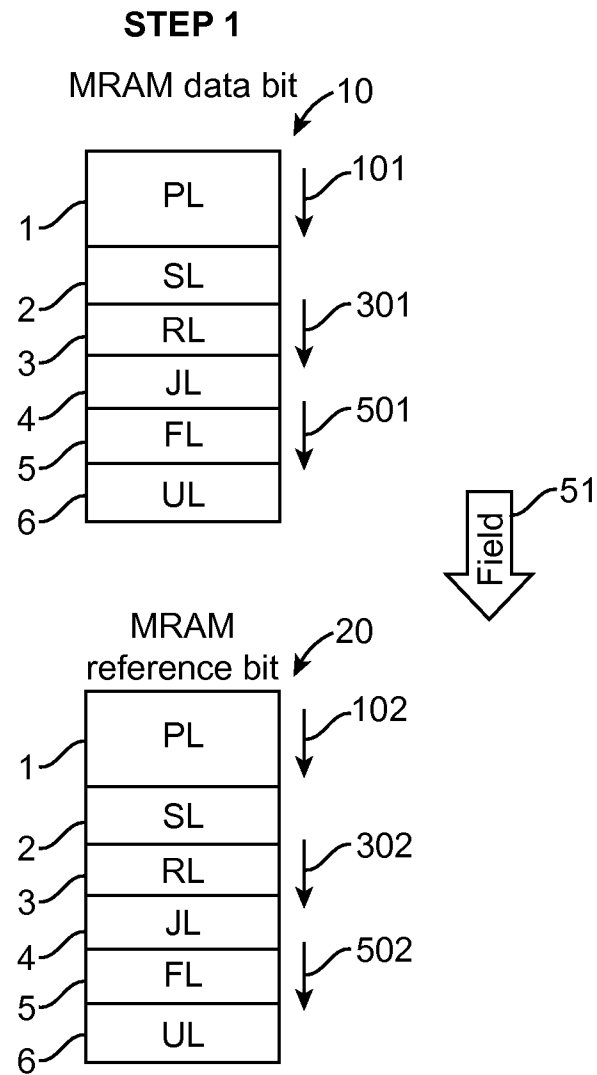 STEP 1
MRAM data bit
10
PL
101
1
SL
2
301
RL
3
JL
4
501
FL
5
UL
6
51
Field
MRAM
reference bit
20
PL
102
1
SL
2
302
RL
3
JL
4
502
FL
5
UL
6